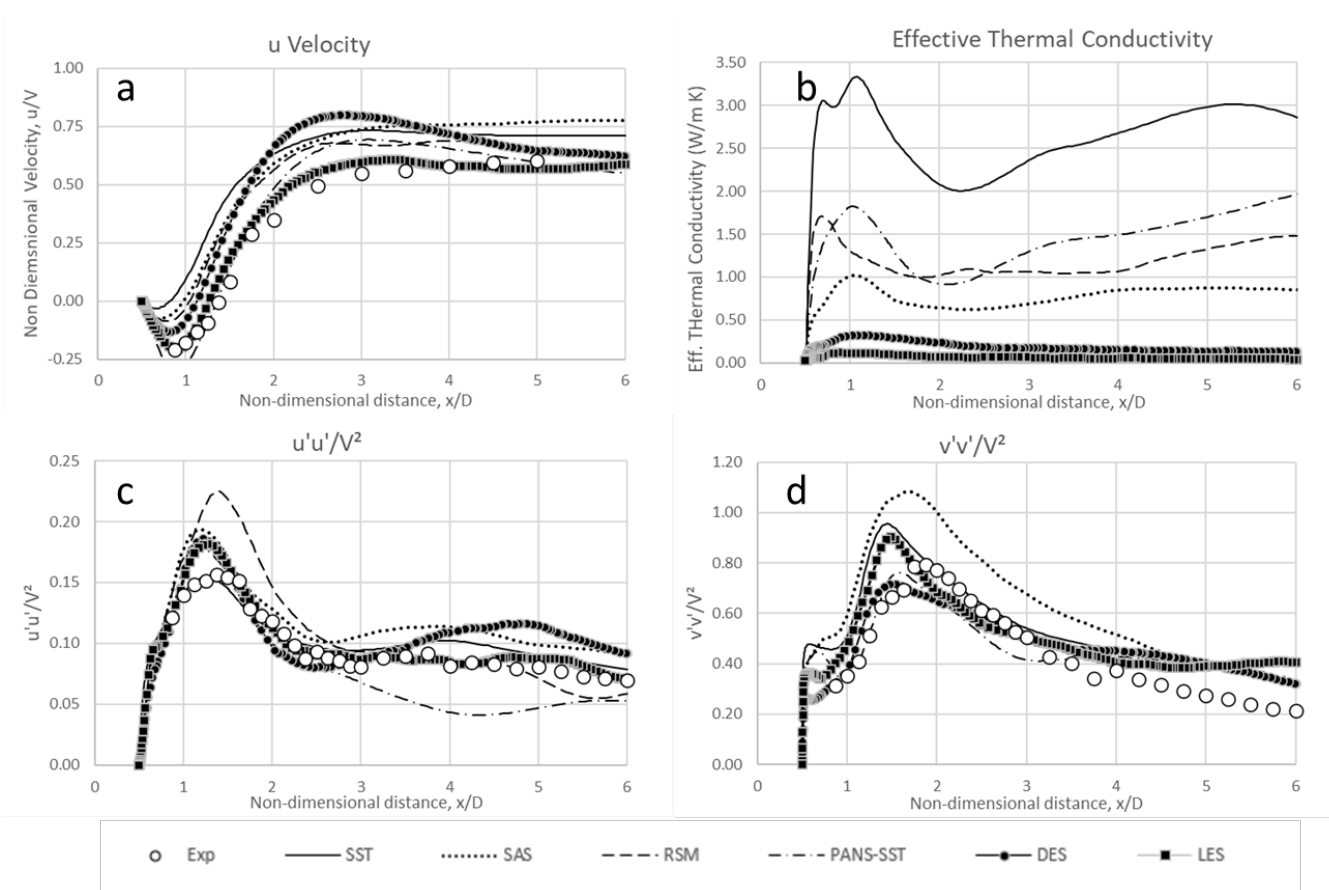 u Velocity
a
Non Diemsnional Velocity, u/V
1.00
0.75
0.50
0.25
0.00
-0.25
0 1 2 3 4 5 6
Non-dimensional distance, x/D
Effective Thermal Conductivity
b
Eff. THermal Conductivity (W/m K)
3.50
3.00
2.50
2.00
1.50
1.00
0.50
0.00
0 1 2 3 4 5 6
Non-dimensional distance, x/D
u'u'/V²
c
u'u'/V²
0.25
0.20
0.15
0.10
0.05
0.00
0 1 2 3 4 5 6
Non-dimensional distance, x/D
v'v'/V²
d
v'v'/V²
1.20
1.00
0.80
0.60
0.40
0.20
0.00
0 1 2 3 4 5 6
Non-dimensional distance, x/D
Exp SST SAS RSM PANS-SST DES LES